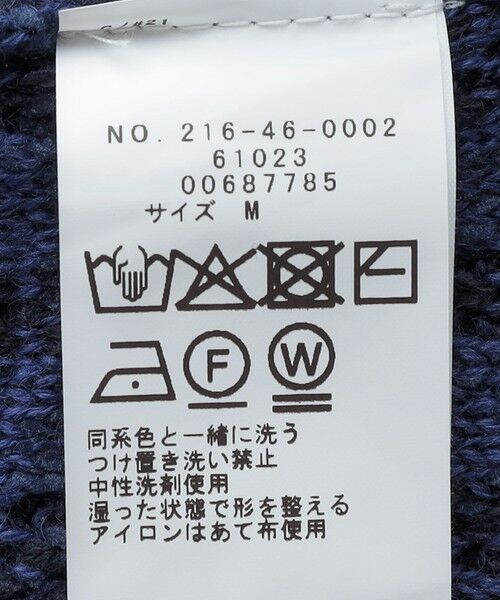 NO. 216-46-0002
61023
00687785
サイズ M
F W
同系色と一緒に洗う
つけ置き洗い禁止
中性洗剤使用
湿った状態で形を整える
アイロンはあて布使用